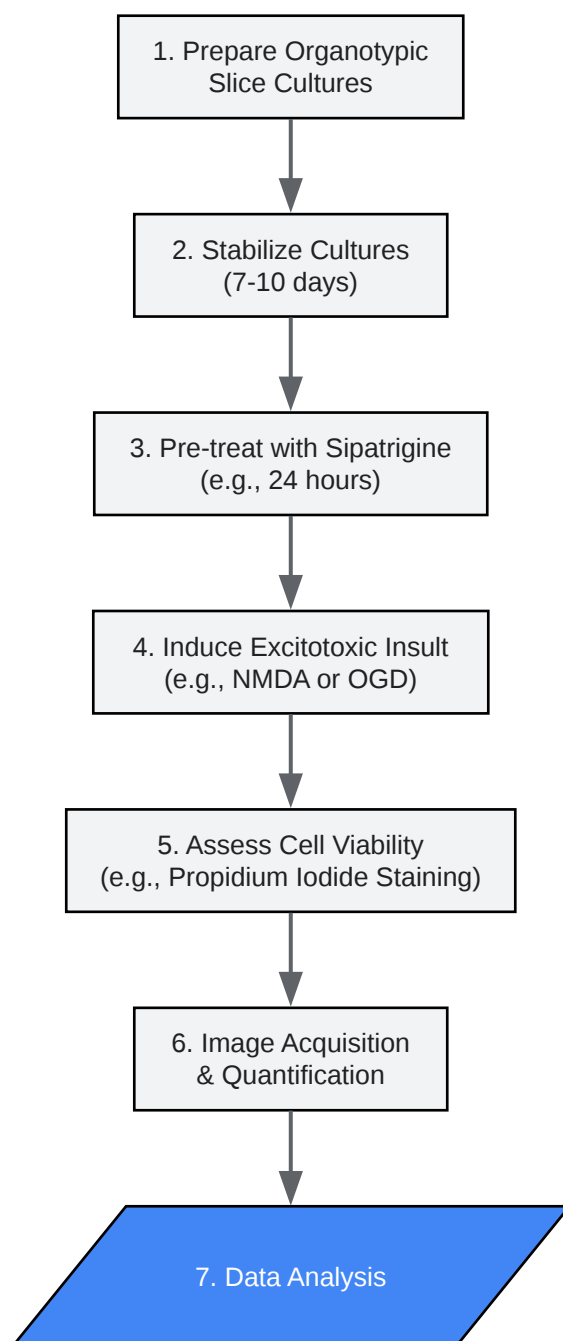 1. Prepare Organotypic
Slice Cultures
2. Stabilize Cultures
(7-10 days)
3. Pre-treat with Sipatrigine
(e.g., 24 hours)
4. Induce Excitotoxic Insult
(e.g., NMDA or OGD)
5. Assess Cell Viability
(e.g., Propidium Iodide Staining)
6. Image Acquisition
& Quantification
7. Data Analysis